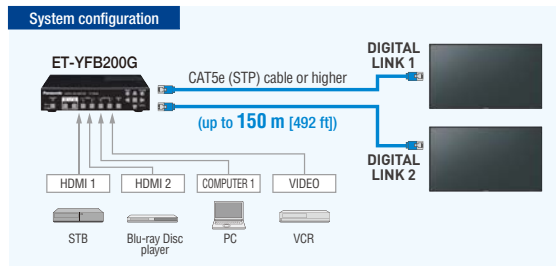 System configuration
ET-YFB200G
DIGITAL
LINK 1
CAT5e (STP) cable or higher
(up to 150 m [492 ft])
DIGITAL
LINK 2
HDMI 1
HDMI 2
COMPUTER 1
VIDEO
STB
Blu-ray Disc
player
PC
VCR
Panasonic